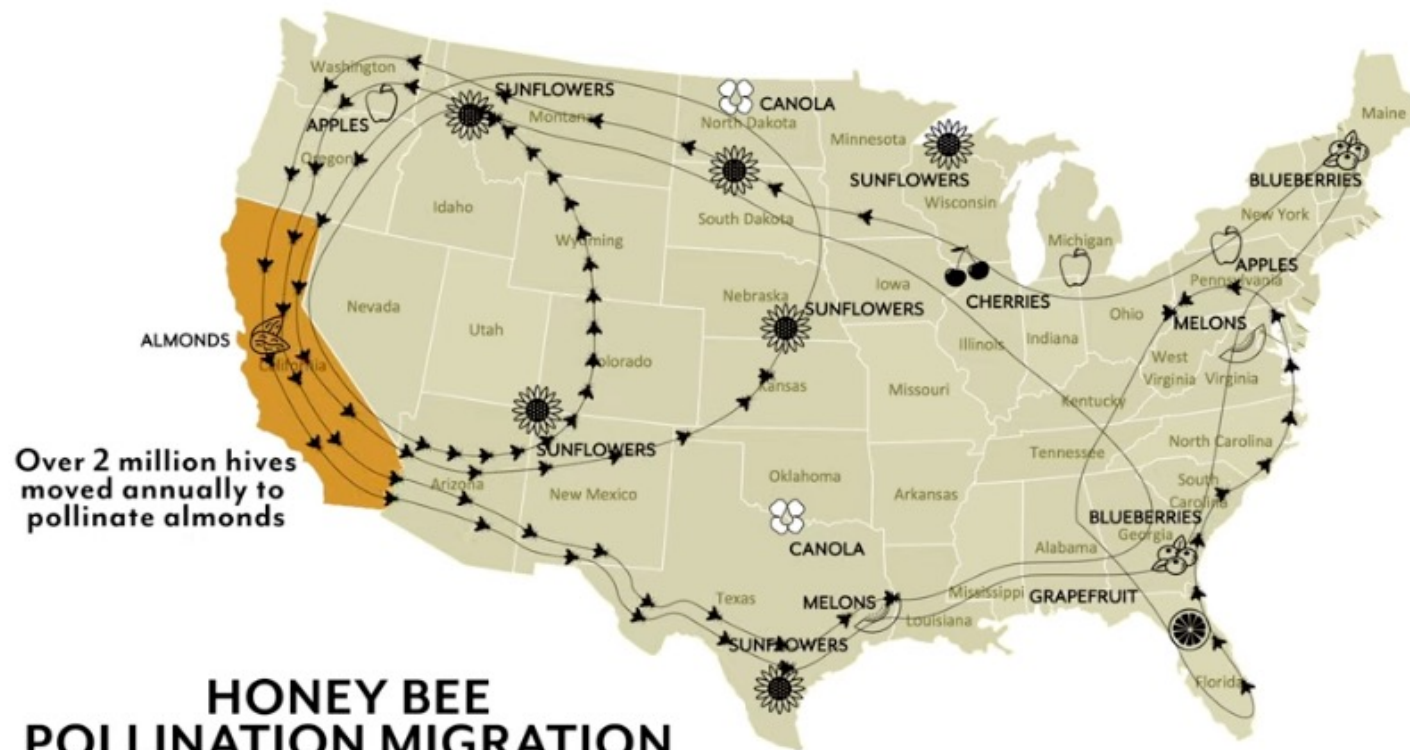 Washington
SUNFLOWERS
Montana
CANOLA
North Dakota
Minnesota
Maine
APPLES
Oregon
SUNFLOWERS
Wisconsin
BLUEBERRIES
Idaho
South Dakota
New York
Wyoming
Michigan
APPLES
Pennsylvania
Nevada
Utah
Nebraska
Iowa
CHERRIES
SUNFLOWERS
Ohio
MELONS
ALMONDS
California
Colorado
Kansas
Illinois
Indiana
West
Virginia
Virginia
Missouri
Kentucky
Over 2 million hives
moved annually to
pollinate almonds
SUNFLOWERS
Arizona
New Mexico
Oklahoma
Arkansas
Tennessee
North Carolina
South
Carolina
CANOLA
BLUEBERRIES
Georgia
Alabama
Texas
MELONS
Louisiana
Mississippi
GRAPEFRUIT
SUNFLOWERS
Florida
HONEY BEE
POLLINATION MIGRATION